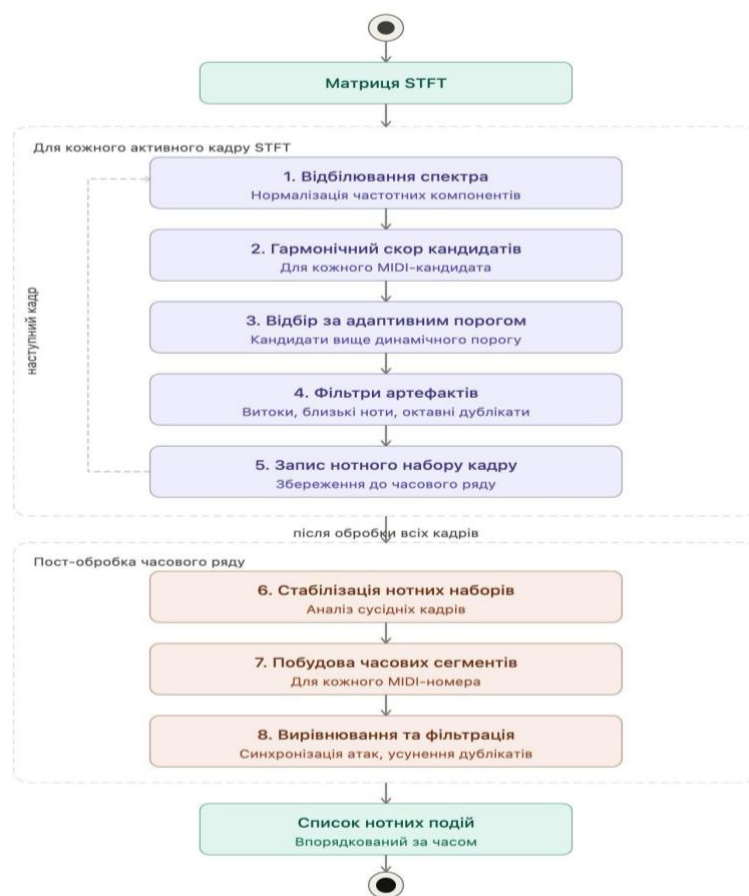 Матриця STFT
Для кожного активного кадру STFT
1. Відбілювання спектра
Нормалізація частотних компонентів
2. Гармонічний скор кандидатів
Для кожного MIDI-кандидата
3. Відбір за адаптивним порогом
Кандидати вище динамічного порогу
4. Фільтри артефактів
Витоки, близькі ноти, октавні дублікати
5. Запис нотного набору кадру
Збереження до часового ряду
наступний кадр
після обробки всіх кадрів
Пост-обробка часового ряду
6. Стабілізація нотних наборів
Аналіз сусідніх кадрів
7. Побудова часових сегментів
Для кожного MIDI-номера
8. Вирівнювання та фільтрація
Синхронізація атак, усунення дублікатів
Список нотних подій
Впорядкований за часом